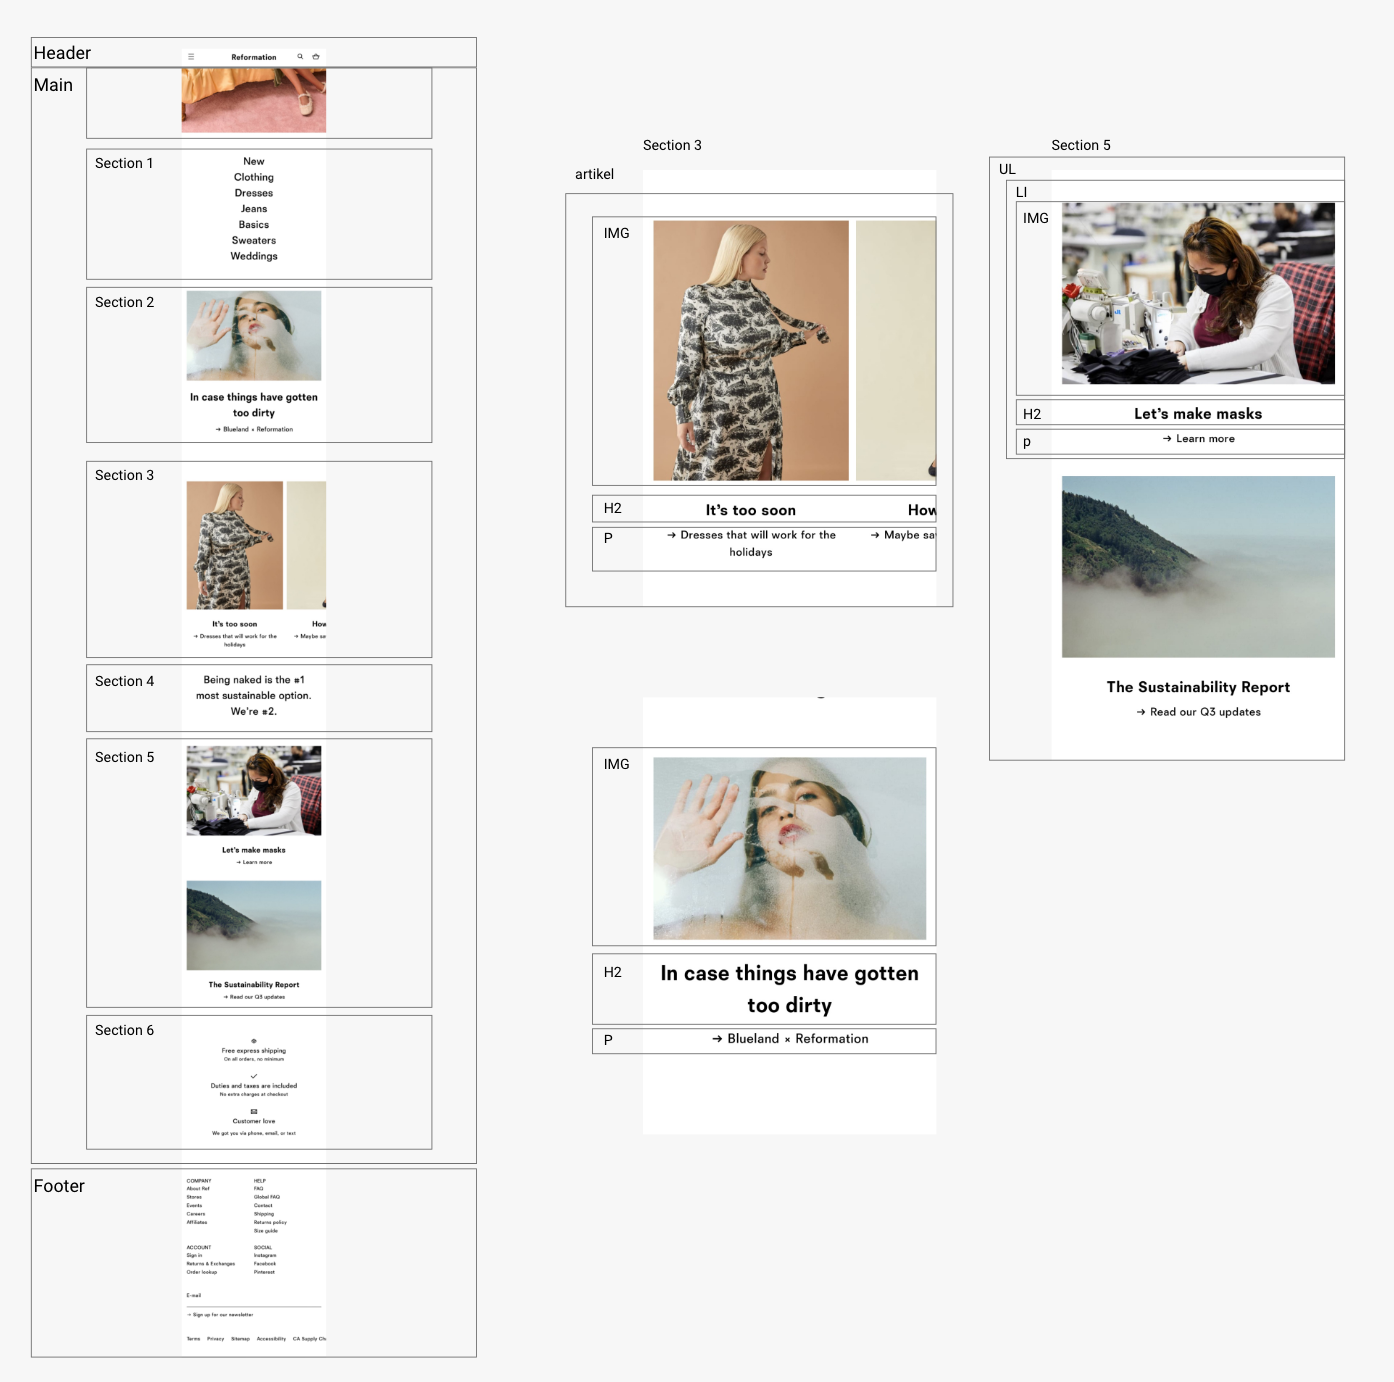 Header
Reformation
Main
Section 1
New
Clothing
Dresses
Jeans
Basics
Sweaters
Weddings
Section 2
In case things have gotten
too dirty
→ Blueland × Reformation
Section 3
It's too soon
How
→ Dresses that will work for the
holidays
→ Maybe sa
Section 4
Being naked is the #1
most sustainable option.
We're #2.
Section 5
Let's make masks
→ Learn more
The Sustainability Report
→ Read our Q3 updates
Section 6
Free express shipping
On all orders, no minimum
Duties and taxes are included
No extra charges at checkout
Customer love
We got you via phone, email, or text
Footer
COMPANY
About Ref
Stores
Events
Careers
Affiliates
HELP
FAQ
Global FAQ
Contact
Shipping
Returns policy
Size guide
ACCOUNT
Sign in
Returns & Exchanges
Order lookup
SOCIAL
Instagram
Facebook
Pinterest
E-mail
→ Sign up for our newsletter
Terms Privacy Sitemap Accessibility CA Supply Ch
Section 3
artikel
IMG
H2
It's too soon
How
P
→ Dresses that will work for the
holidays
→ Maybe sa
IMG
H2
In case things have gotten
too dirty
P
→ Blueland × Reformation
Section 5
UL
LI
IMG
H2
Let's make masks
p
→ Learn more
The Sustainability Report
→ Read our Q3 updates